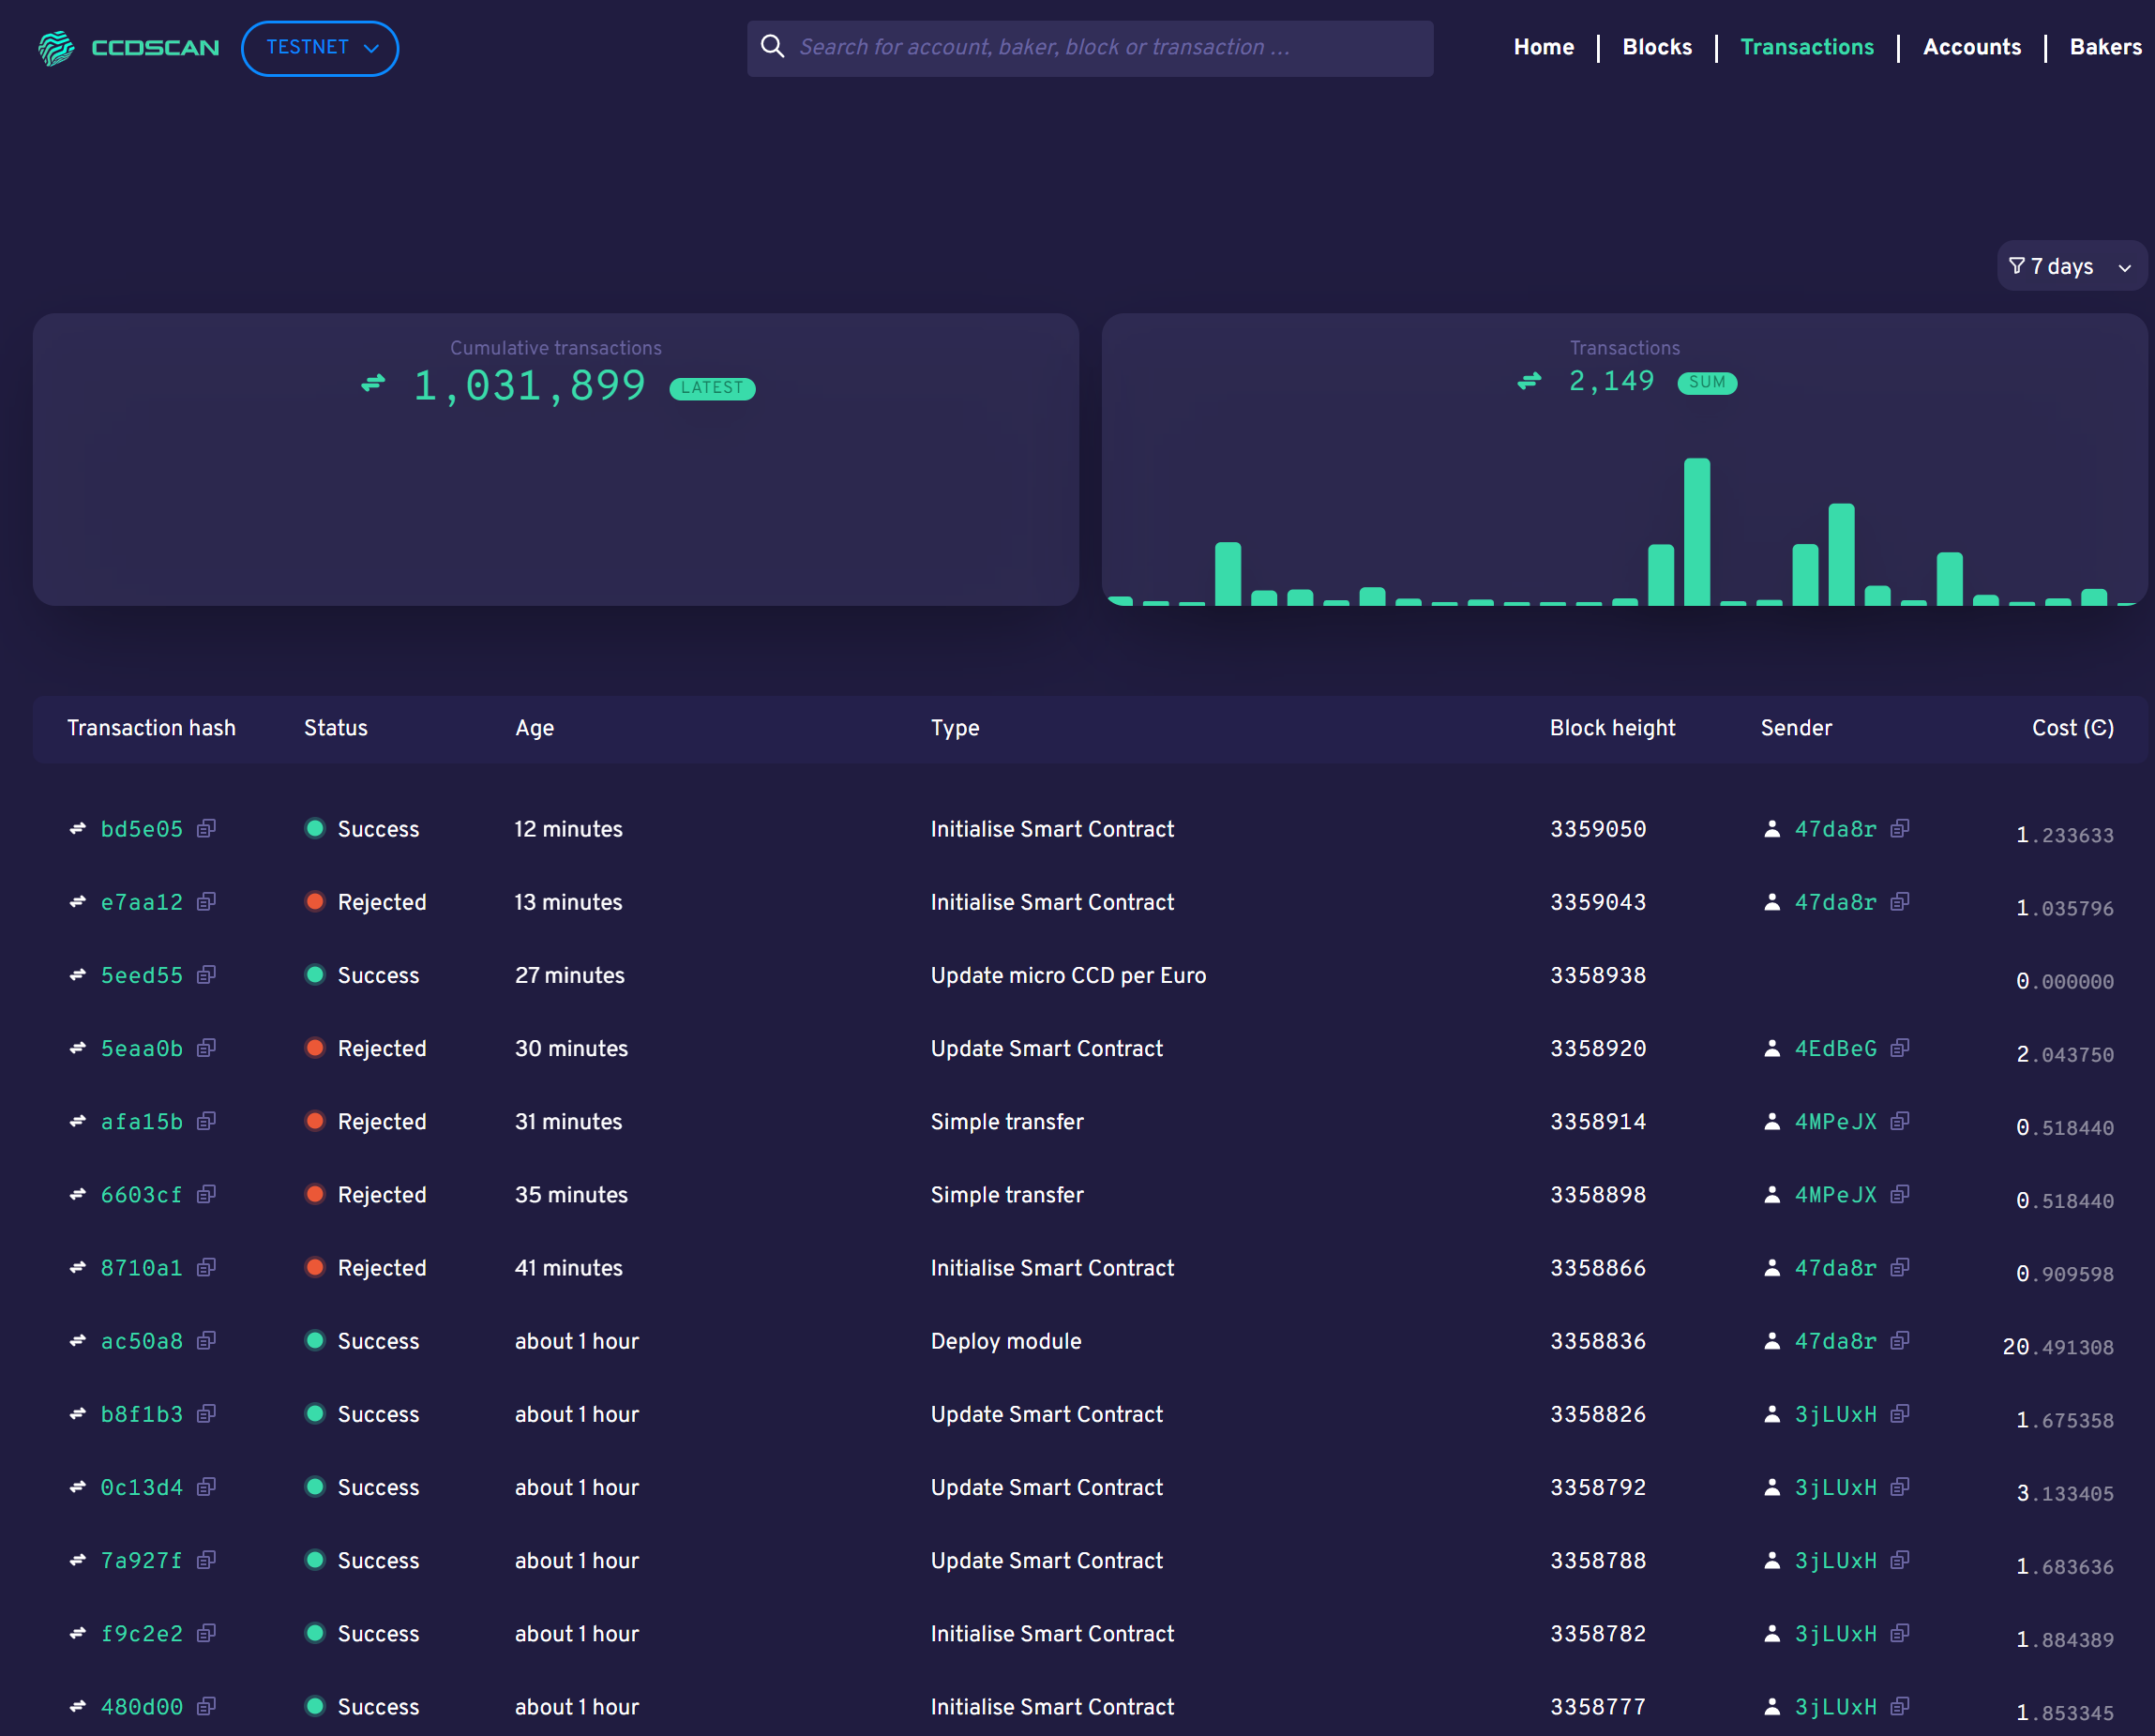 CCDSCAN TESTNET Search for account, baker, block or transaction ... Home Blocks Transactions Accounts Bakers
7 days
Cumulative transactions
1,031,899 LATEST
Transactions
2,149 SUM
Transaction hash Status Age Type Block height Sender Cost (Ͼ)
bd5e05 Success 12 minutes Initialise Smart Contract 3359050 47da8r 1.233633
e7aa12 Rejected 13 minutes Initialise Smart Contract 3359043 47da8r 1.035796
5eed55 Success 27 minutes Update micro CCD per Euro 3358938 0.000000
5eaa0b Rejected 30 minutes Update Smart Contract 3358920 4EdBeG 2.043750
afa15b Rejected 31 minutes Simple transfer 3358914 4MPeJX 0.518440
6603cf Rejected 35 minutes Simple transfer 3358898 4MPeJX 0.518440
8710a1 Rejected 41 minutes Initialise Smart Contract 3358866 47da8r 0.909598
ac50a8 Success about 1 hour Deploy module 3358836 47da8r 20.491308
b8f1b3 Success about 1 hour Update Smart Contract 3358826 3jLUxH 1.675358
0c13d4 Success about 1 hour Update Smart Contract 3358792 3jLUxH 3.133405
7a927f Success about 1 hour Update Smart Contract 3358788 3jLUxH 1.683636
f9c2e2 Success about 1 hour Initialise Smart Contract 3358782 3jLUxH 1.884389
480d00 Success about 1 hour Initialise Smart Contract 3358777 3jLUxH 1.853345